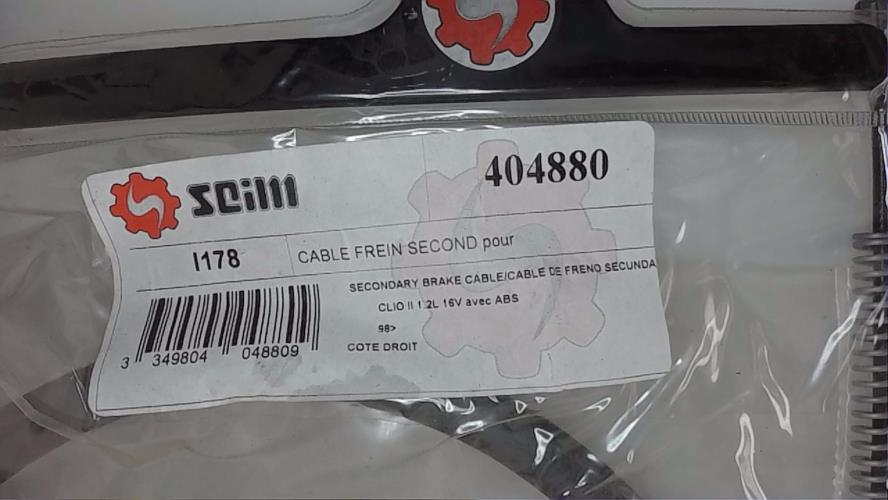 seim
404880
I178
CABLE FREIN SECOND pour
SECONDARY BRAKE CABLE/CABLE DE FRENO SECUNDA
CLIO II 1.2L 16V avec ABS
98>
COTE DROIT
3 349804 048809